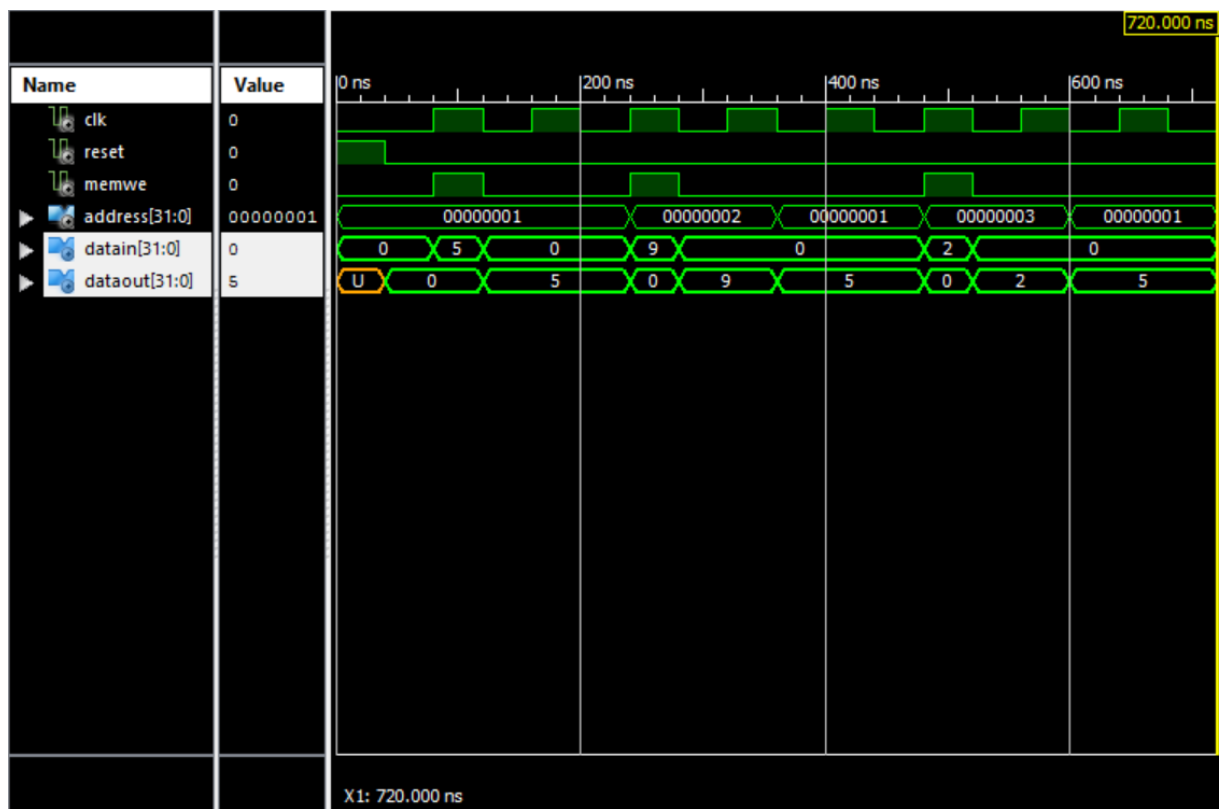 720.000 ns
Name Value 0 ns 200 ns 400 ns 600 ns
clk 0
reset 0
memwe 0
address[31:0] 00000001 00000001 00000002 00000001 00000003 00000001
datain[31:0] 0 0 5 0 9 0 2 0
dataout[31:0] 5 U 0 5 0 9 5 0 2 5
X1: 720.000 ns